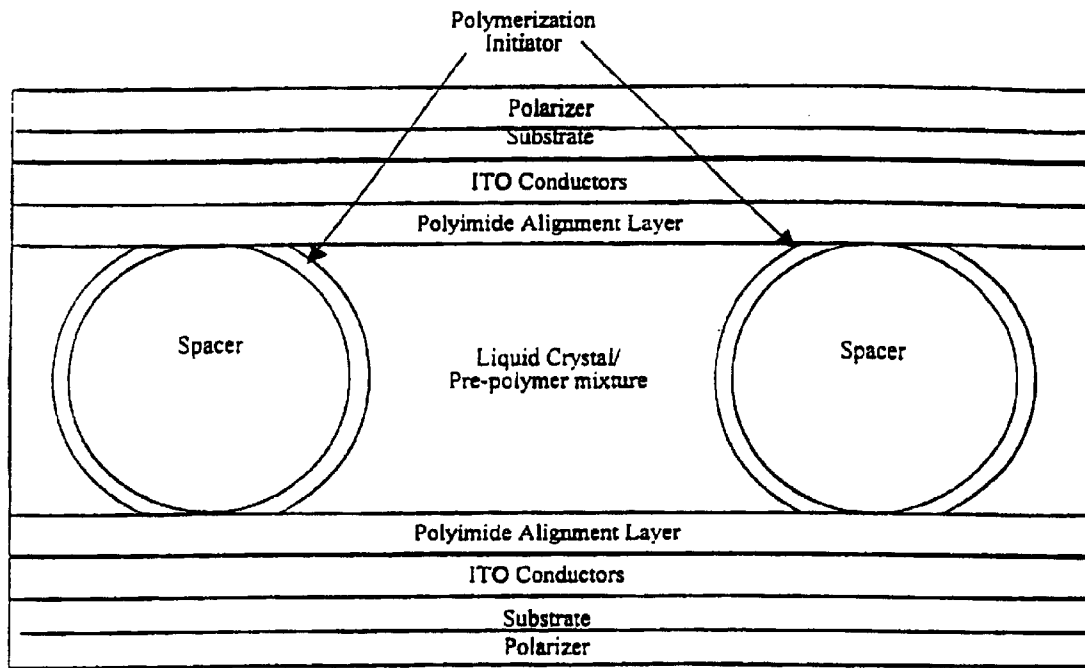 Polymerization
Initiator
Polarizer
Substrate
ITO Conductors
Polyimide Alignment Layer
Spacer
Liquid Crystal/
Pre-polymer mixture
Spacer
Polyimide Alignment Layer
ITO Conductors
Substrate
Polarizer